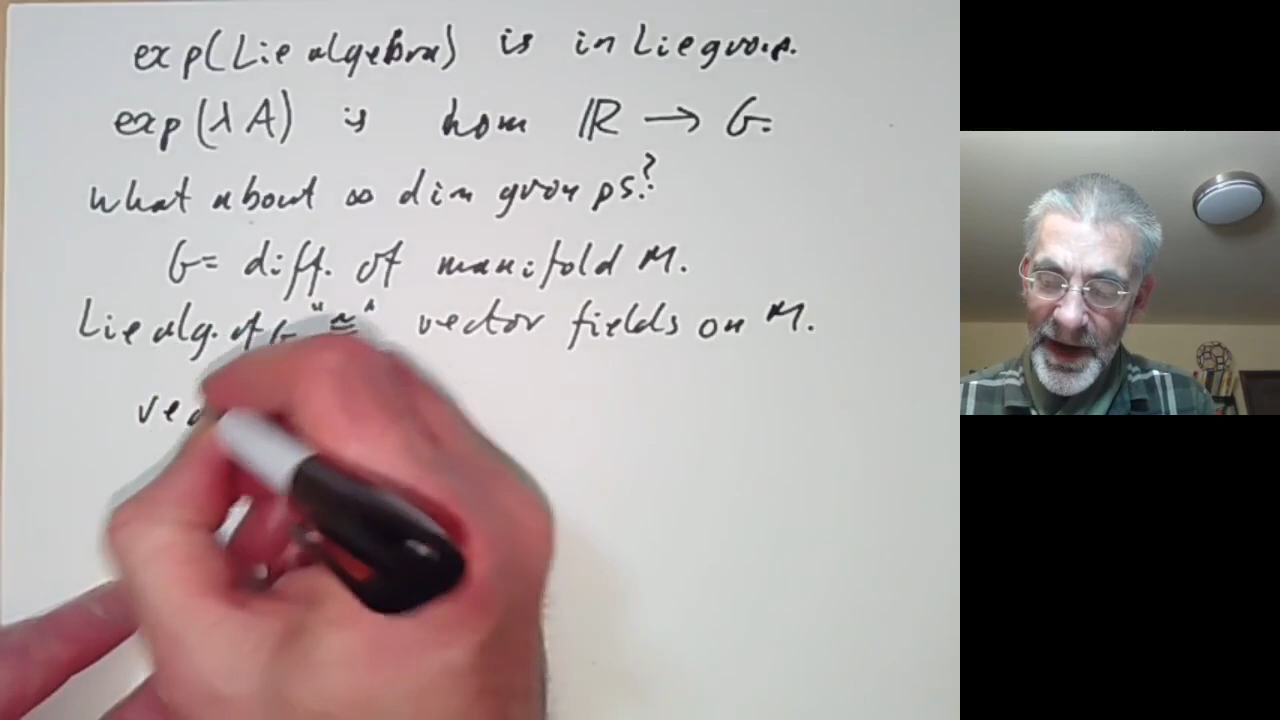 exp(Lie algebra) is in Lie group.
exp(λA) is hom ℝ → G.
What about ∞ dim groups?
G = diff. of manifold M.
Lie alg. of G "≅" vector fields on M.
vec